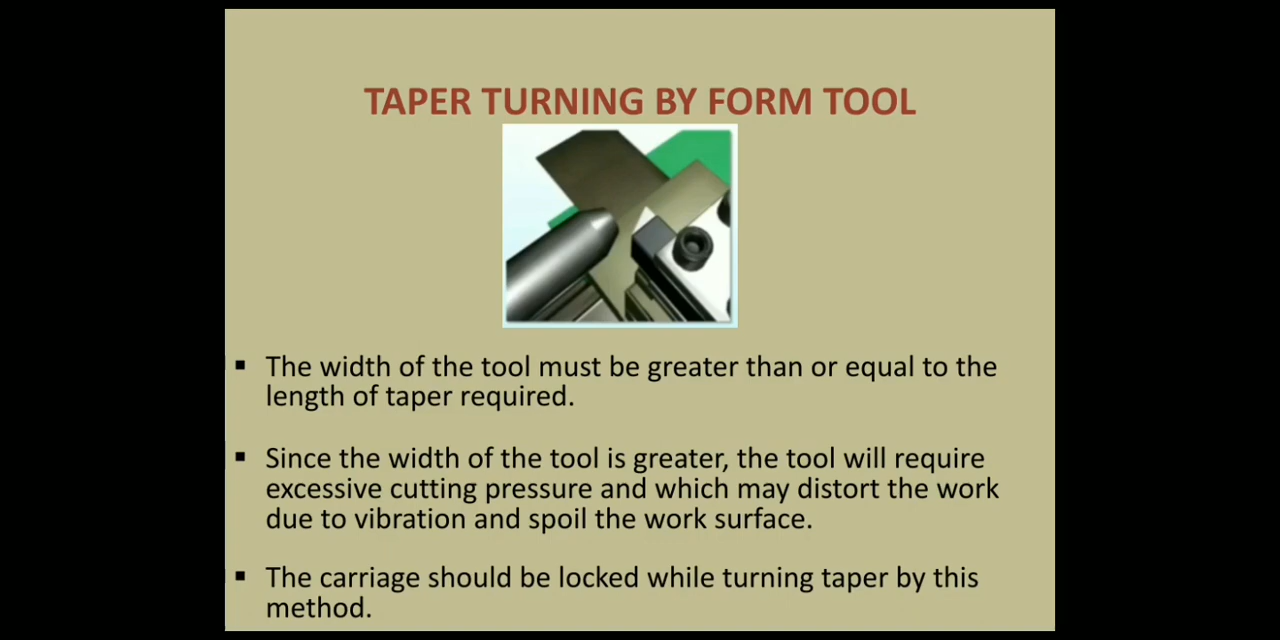 TAPER TURNING BY FORM TOOL
▪ The width of the tool must be greater than or equal to the
length of taper required.
▪ Since the width of the tool is greater, the tool will require
excessive cutting pressure and which may distort the work
due to vibration and spoil the work surface.
▪ The carriage should be locked while turning taper by this
method.